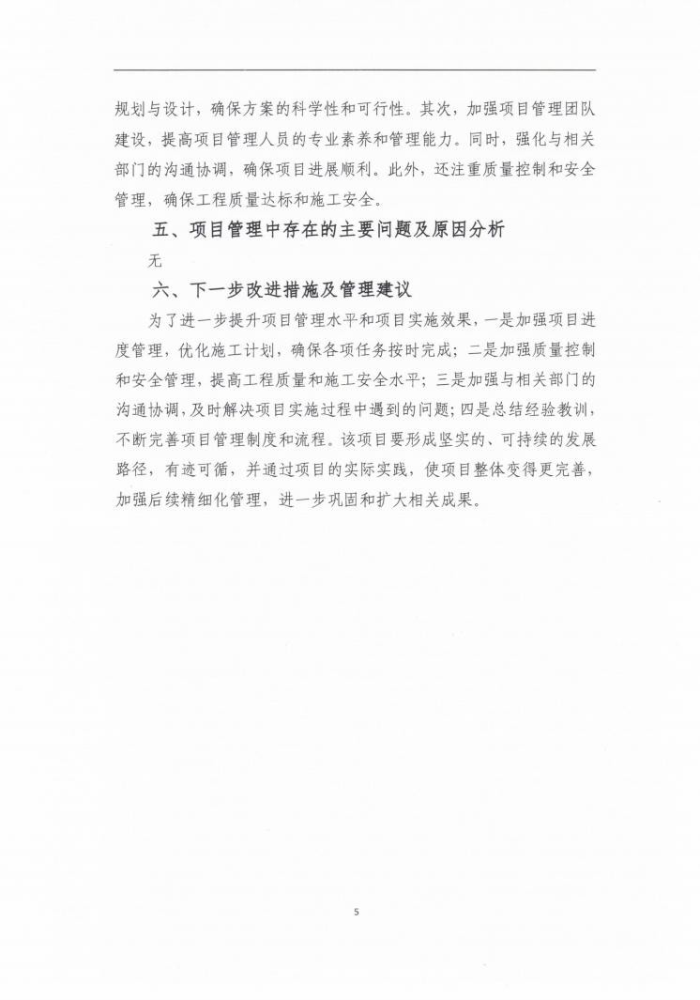 规划与设计，确保方案的科学性和可行性。其次，加强项目管理团队
建设，提高项目管理人员的专业素养和管理能力。同时，强化与相关
部门的沟通协调，确保项目进展顺利。此外，还注重质量控制和安全
管理，确保工程质量达标和施工安全。
五、项目管理中存在的主要问题及原因分析
无
六、下一步改进措施及管理建议
为了进一步提升项目管理水平和项目实施效果，一是加强项目进
度管理，优化施工计划，确保各项任务按时完成；二是加强质量控制
和安全管理，提高工程质量和施工安全水平；三是加强与相关部门的
沟通协调，及时解决项目实施过程中遇到的问题；四是总结经验教训，
不断完善项目管理制度和流程。该项目要形成坚实的、可持续的发展
路径，有迹可循，并通过项目的实际实践，使项目整体变得更完善，
加强后续精细化管理，进一步巩固和扩大相关成果。
5